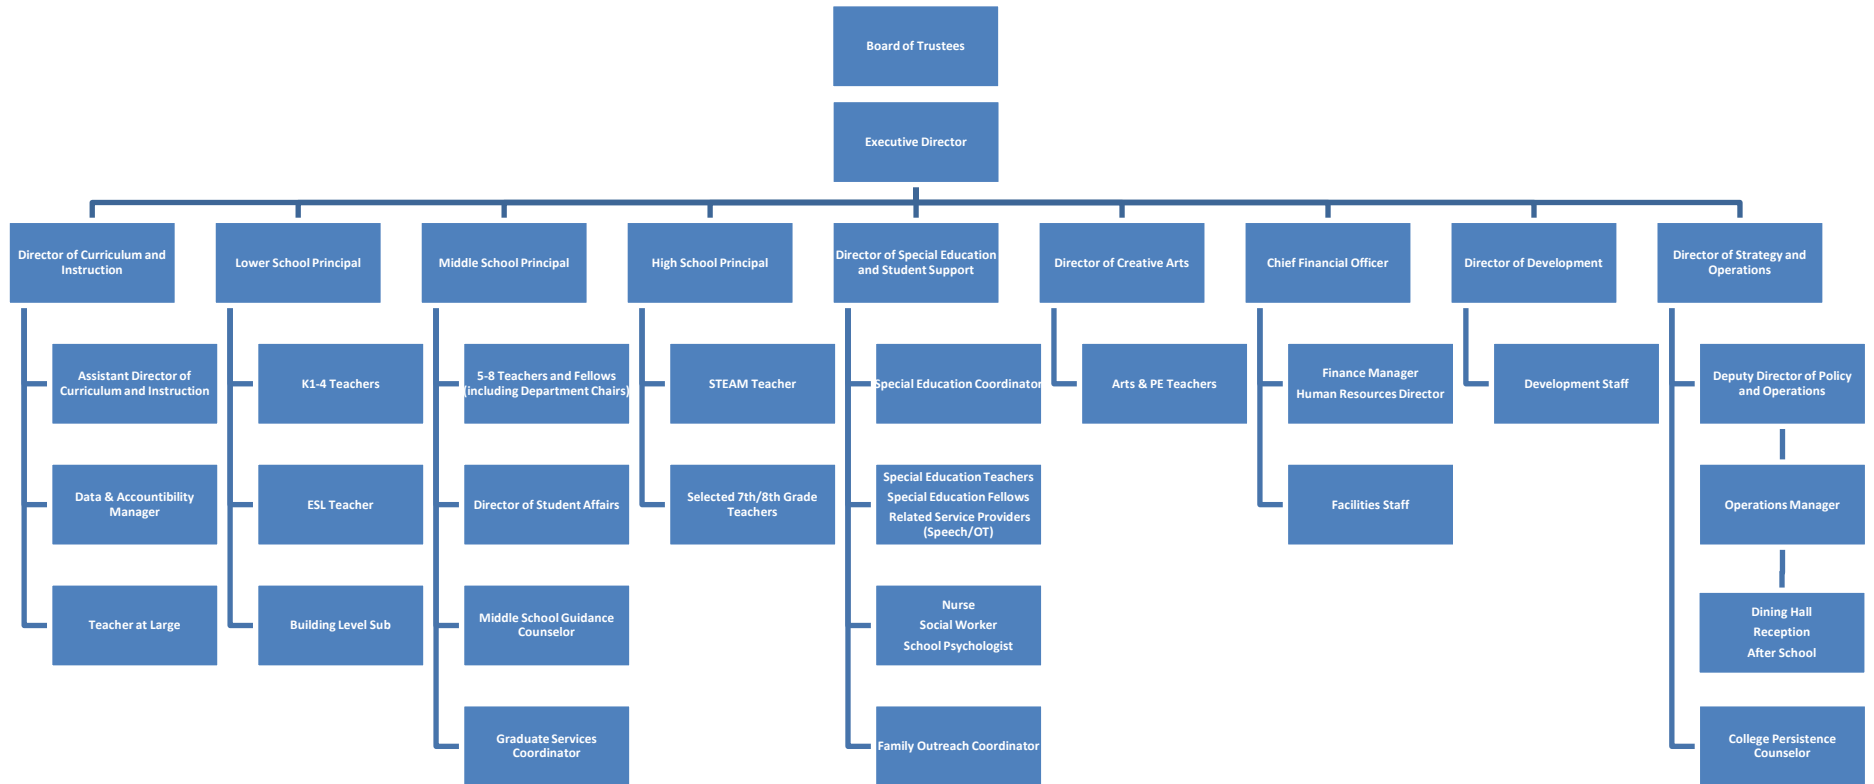 Board of Trustees
Executive Director
Director of Curriculum and
Instruction
Lower School Principal
Middle School Principal
High School Principal
Director of Special Education
and Student Support
Director of Creative Arts
Chief Financial Officer
Director of Development
Director of Strategy and
Operations
Assistant Director of
Curriculum and Instruction
K1-4 Teachers
5-8 Teachers and Fellows
(including Department Chairs)
STEAM Teacher
Special Education Coordinator
Arts & PE Teachers
Finance Manager
Human Resources Director
Development Staff
Deputy Director of Policy
and Operations
Data & Accountibility
Manager
ESL Teacher
Director of Student Affairs
Selected 7th/8th Grade
Teachers
Special Education Teachers
Special Education Fellows
Related Service Providers
(Speech/OT)
Facilities Staff
Operations Manager
Teacher at Large
Building Level Sub
Middle School Guidance
Counselor
Nurse
Social Worker
School Psychologist
Dining Hall
Reception
After School
Graduate Services
Coordinator
Family Outreach Coordinator
College Persistence
Counselor